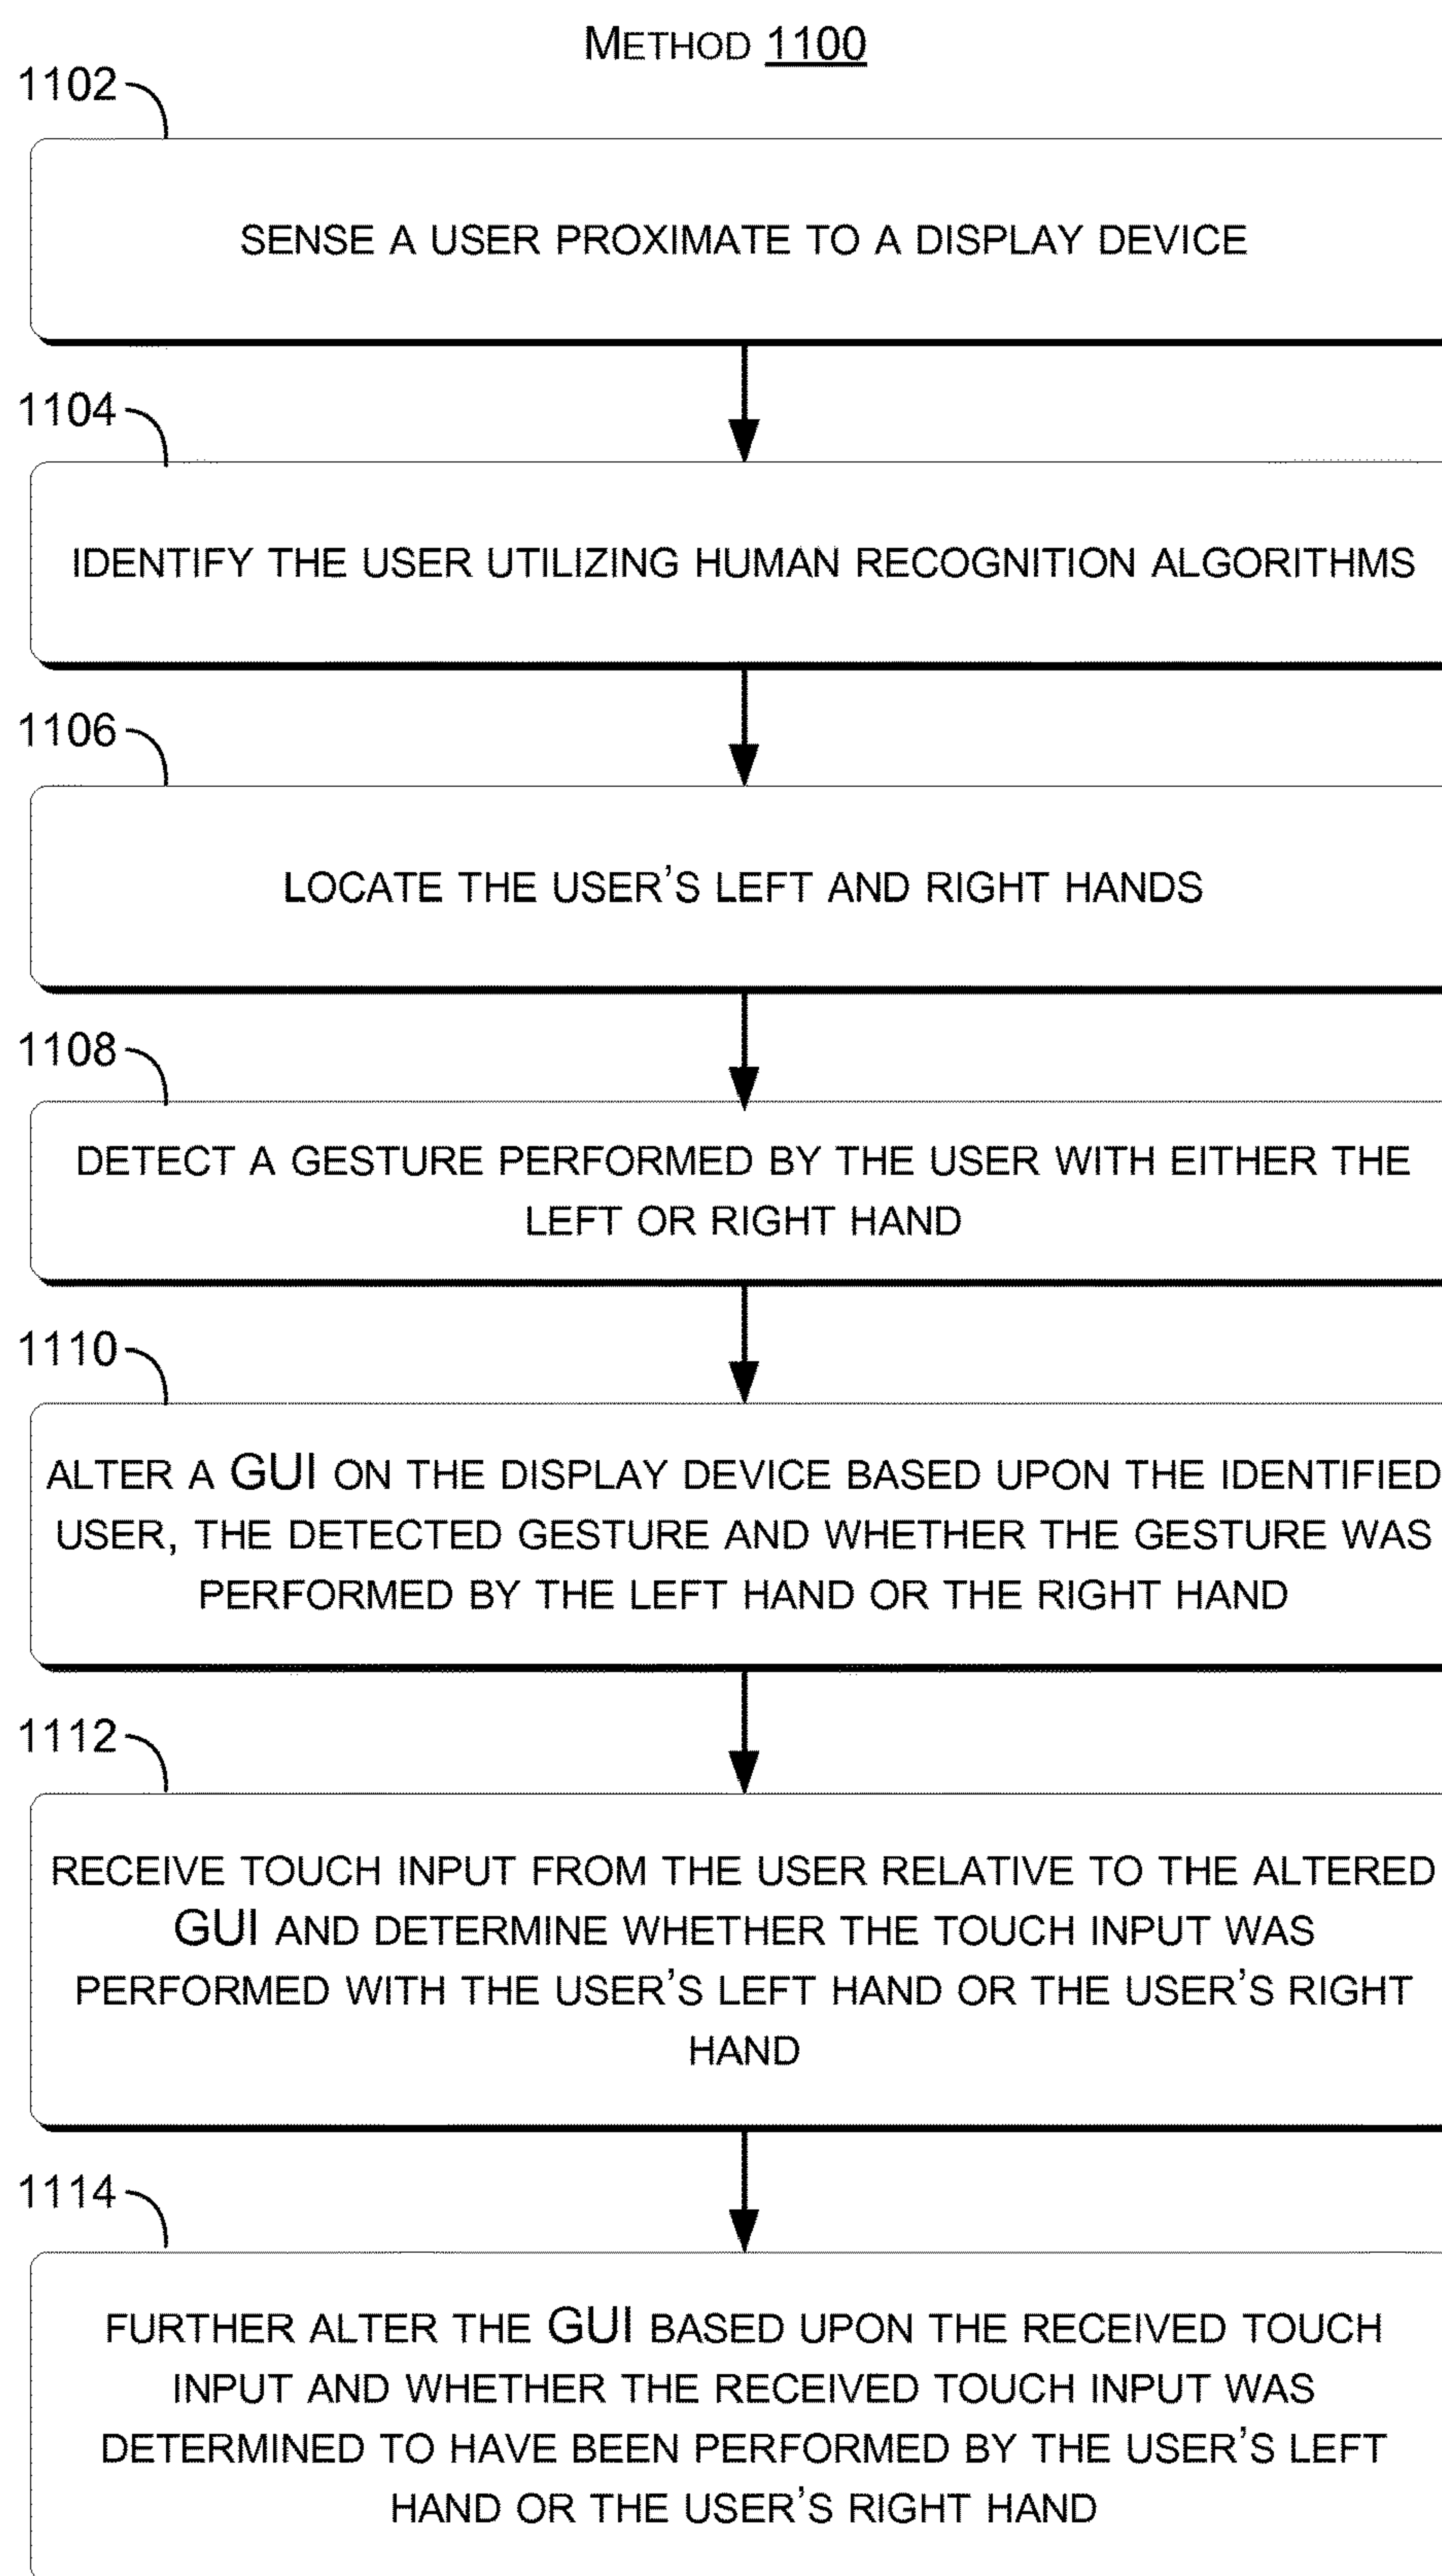 METHOD 1100
1102
SENSE A USER PROXIMATE TO A DISPLAY DEVICE
1104
IDENTIFY THE USER UTILIZING HUMAN RECOGNITION ALGORITHMS
1106
LOCATE THE USER'S LEFT AND RIGHT HANDS
1108
DETECT A GESTURE PERFORMED BY THE USER WITH EITHER THE
LEFT OR RIGHT HAND
1110
ALTER A GUI ON THE DISPLAY DEVICE BASED UPON THE IDENTIFIED
USER, THE DETECTED GESTURE AND WHETHER THE GESTURE WAS
PERFORMED BY THE LEFT HAND OR THE RIGHT HAND
1112
RECEIVE TOUCH INPUT FROM THE USER RELATIVE TO THE ALTERED
GUI AND DETERMINE WHETHER THE TOUCH INPUT WAS
PERFORMED WITH THE USER'S LEFT HAND OR THE USER'S RIGHT
HAND
1114
FURTHER ALTER THE GUI BASED UPON THE RECEIVED TOUCH
INPUT AND WHETHER THE RECEIVED TOUCH INPUT WAS
DETERMINED TO HAVE BEEN PERFORMED BY THE USER'S LEFT
HAND OR THE USER'S RIGHT HAND